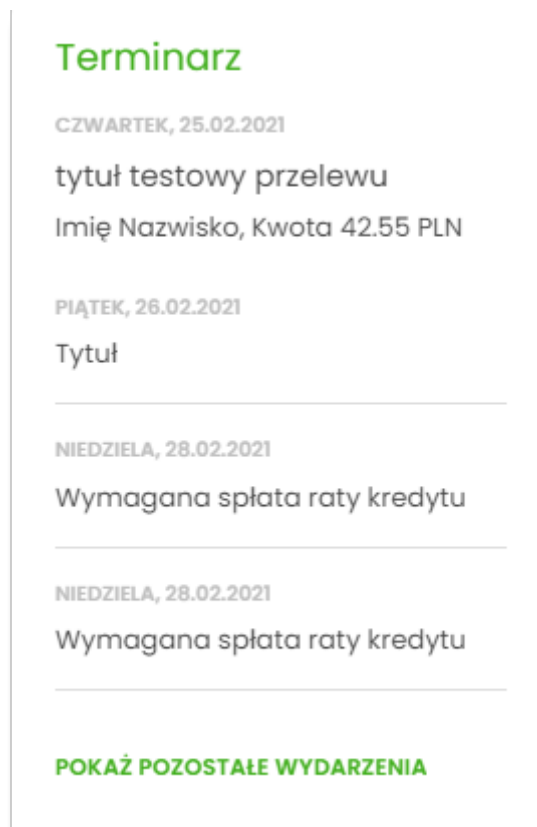 Terminarz
CZWARTEK, 25.02.2021
tytuł testowy przelewu
Imię Nazwisko, Kwota 42.55 PLN
PIĄTEK, 26.02.2021
Tytuł
NIEDZIELA, 28.02.2021
Wymagana spłata raty kredytu
NIEDZIELA, 28.02.2021
Wymagana spłata raty kredytu
POKAŻ POZOSTAŁE WYDARZENIA